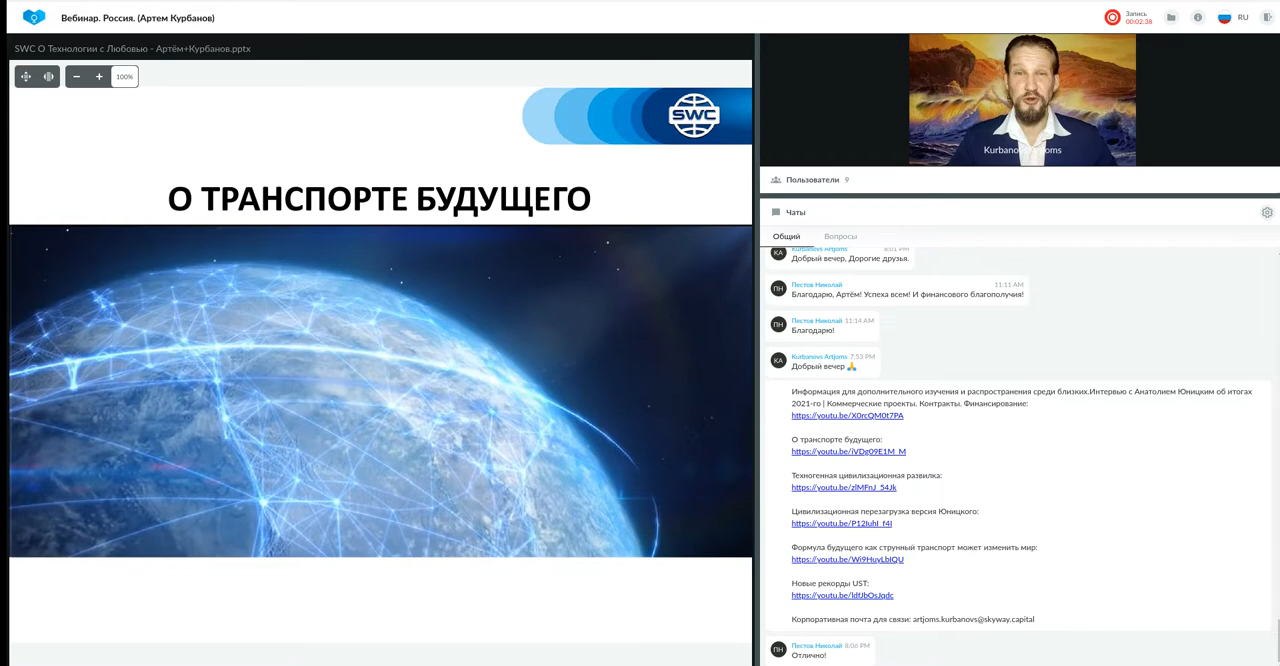 Вебинар. Россия. (Артем Курбанов)
Запись
00:02:38
RU
SWC О Технологии с Любовью - Артём+Курбанов.pptx
100%
SWC
О ТРАНСПОРТЕ БУДУЩЕГО
Kurbanovs Artjoms
Пользователи 9
Чаты
Общий Вопросы
KA Kurbanovs Artjoms 8:01 PM
Добрый вечер, Дорогие друзья.
ПН Пестов Николай 11:11 AM
Благодарю, Артём! Успеха всем! И финансового благополучия!
ПН Пестов Николай 11:14 AM
Благодарю!
KA Kurbanovs Artjoms 7:53 PM
Добрый вечер 🙏
Информация для дополнительного изучения и распространения среди близких.Интервью с Анатолием Юницким об итогах
2021-го | Коммерческие проекты. Контракты. Финансирование:
https://youtu.be/X0rcQM0t7PA
О транспорте будущего:
https://youtu.be/iVDg09E1M_M
Техногенная цивилизационная развилка:
https://youtu.be/zlMFnJ_54Jk
Цивилизационная перезагрузка версия Юницкого:
https://youtu.be/P12IuhI_f4I
Формула будущего как струнный транспорт может изменить мир:
https://youtu.be/Wi9HuyLbIQU
Новые рекорды UST:
https://youtu.be/ldfJbOsJqdc
Корпоративная почта для связи: artjoms.kurbanovs@skyway.capital
ПН Пестов Николай 8:06 PM
Отлично!